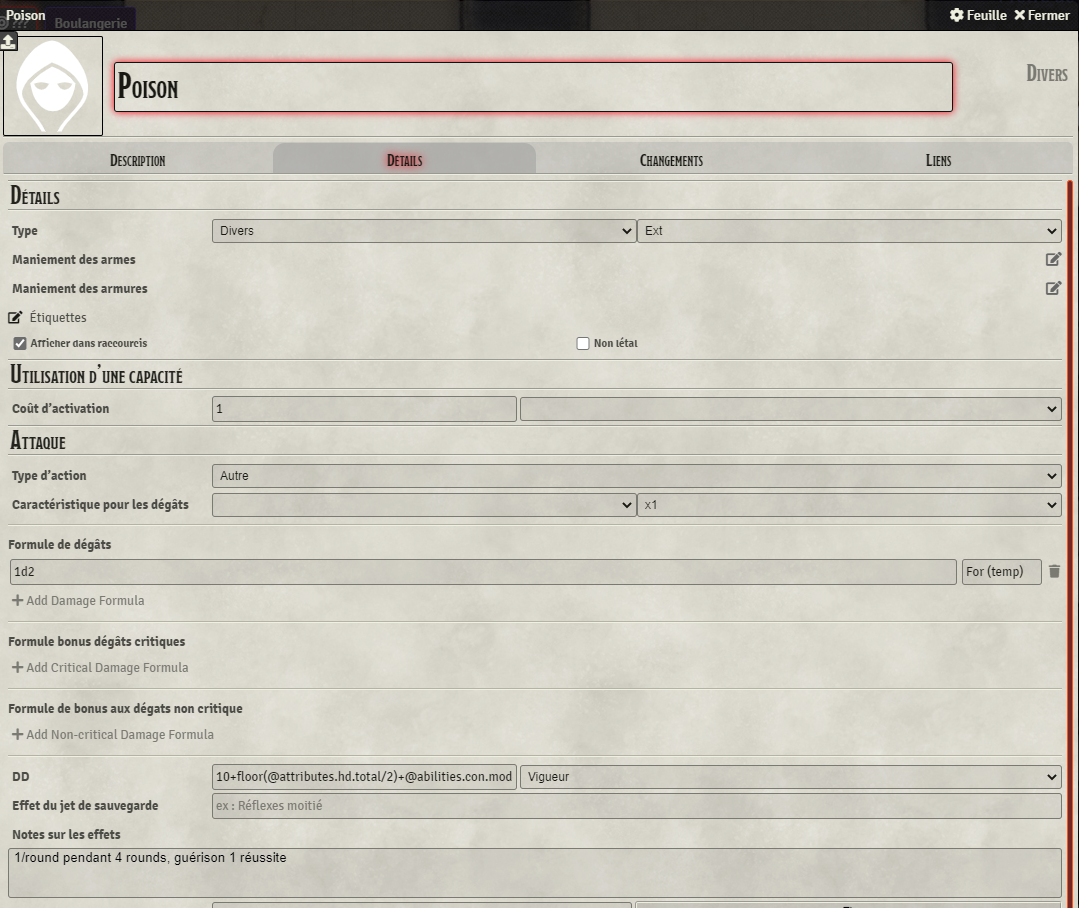 Poison
???
Boulangerie
Feuille
Fermer
Poison
Divers
Description
Détails
Changements
Liens
Détails
Type
Divers
Ext
Maniement des armes
Maniement des armures
Étiquettes
Afficher dans raccourcis
Non létal
Utilisation d'une capacité
Coût d'activation
1
Attaque
Type d'action
Autre
Caractéristique pour les dégâts
x1
Formule de dégâts
1d2
For (temp)
+ Add Damage Formula
Formule bonus dégâts critiques
+ Add Critical Damage Formula
Formule de bonus aux dégats non critique
+ Add Non-critical Damage Formula
DD
10+floor(@attributes.hd.total/2)+@abilities.con.mod
Vigueur
Effet du jet de sauvegarde
ex : Réflexes moitié
Notes sur les effets
1/round pendant 4 rounds, guérison 1 réussite